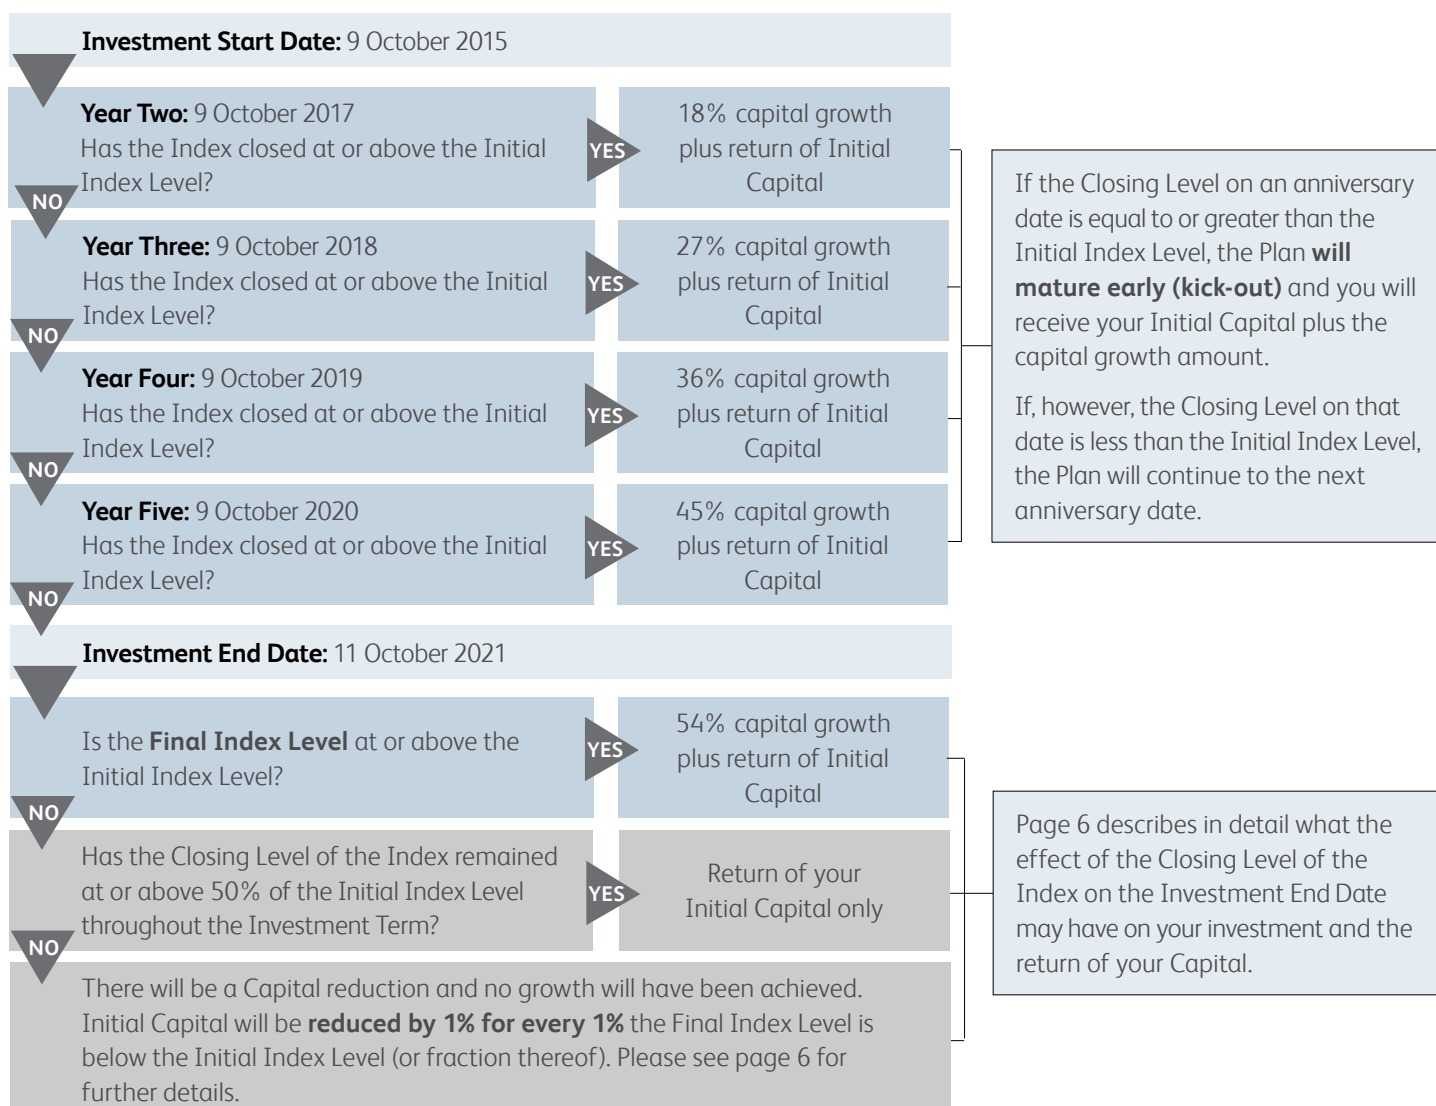 Investment Start Date: 9 October 2015
Year Two: 9 October 2017
Has the Index closed at or above the Initial
Index Level?
YES
18% capital growth
plus return of Initial
Capital
NO
Year Three: 9 October 2018
Has the Index closed at or above the Initial
Index Level?
YES
27% capital growth
plus return of Initial
Capital
NO
Year Four: 9 October 2019
Has the Index closed at or above the Initial
Index Level?
YES
36% capital growth
plus return of Initial
Capital
NO
Year Five: 9 October 2020
Has the Index closed at or above the Initial
Index Level?
YES
45% capital growth
plus return of Initial
Capital
NO
If the Closing Level on an anniversary
date is equal to or greater than the
Initial Index Level, the Plan will
mature early (kick-out) and you will
receive your Initial Capital plus the
capital growth amount.
If, however, the Closing Level on that
date is less than the Initial Index Level,
the Plan will continue to the next
anniversary date.
Investment End Date: 11 October 2021
Is the Final Index Level at or above the
Initial Index Level?
YES
54% capital growth
plus return of Initial
Capital
NO
Has the Closing Level of the Index remained
at or above 50% of the Initial Index Level
throughout the Investment Term?
YES
Return of your
Initial Capital only
NO
There will be a Capital reduction and no growth will have been achieved.
Initial Capital will be reduced by 1% for every 1% the Final Index Level is
below the Initial Index Level (or fraction thereof). Please see page 6 for
further details.
Page 6 describes in detail what the
effect of the Closing Level of the
Index on the Investment End Date
may have on your investment and the
return of your Capital.